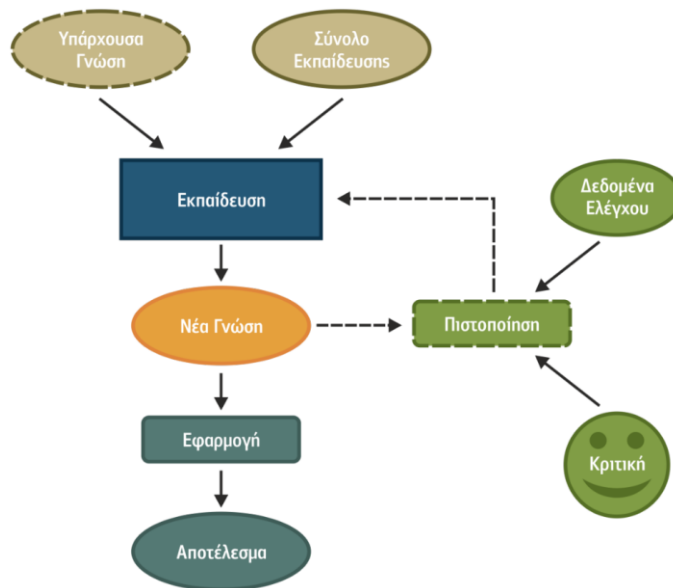 Υπάρχουσα
Γνώση
Σύνολο
Εκπαίδευσης
Εκπαίδευση
Δεδομένα
Ελέγχου
Νέα Γνώση
Πιστοποίηση
Εφαρμογή
Κριτική
Αποτέλεσμα